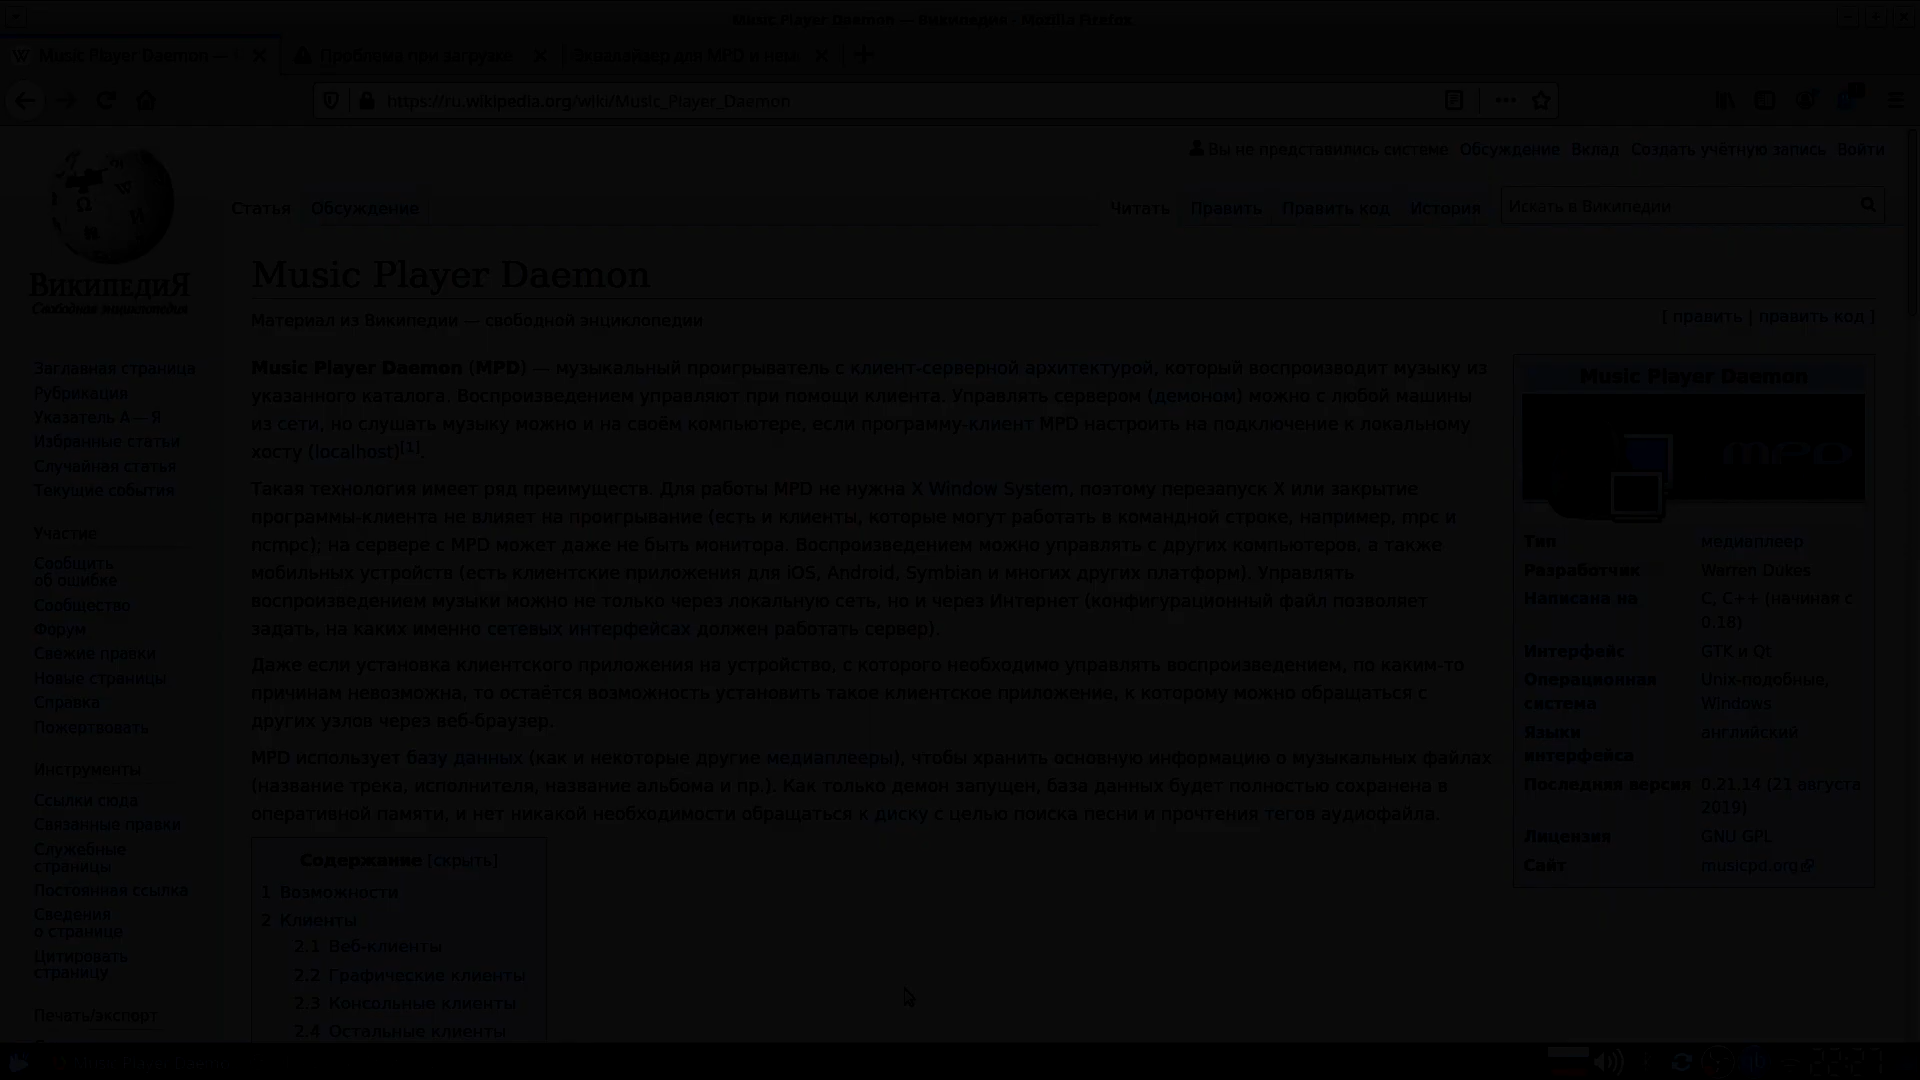 Music Player Daemon — Википедия - Mozilla Firefox
Music Player Daemon —
Проблема при загрузке
Эквалайзер для MPD и нем
https://ru.wikipedia.org/wiki/Music_Player_Daemon
Вы не представились системе Обсуждение Вклад Создать учётную запись Войти
Статья Обсуждение Читать Править Править код История Искать в Википедии
ВикипедиЯ
Свободная энциклопедия
Music Player Daemon
Материал из Википедии — свободной энциклопедии
[ править | править код ]
Заглавная страница
Рубрикация
Указатель А — Я
Избранные статьи
Случайная статья
Текущие события
Участие
Сообщить
об ошибке
Сообщество
Форум
Свежие правки
Новые страницы
Справка
Пожертвовать
Инструменты
Ссылки сюда
Связанные правки
Служебные
страницы
Постоянная ссылка
Сведения
о странице
Цитировать
страницу
Печать/экспорт
Music Player Daemon (MPD) — музыкальный проигрыватель с клиент-серверной архитектурой, который воспроизводит музыку из
указанного каталога. Воспроизведением управляют при помощи клиента. Управлять сервером (демоном) можно с любой машины
из сети, но слушать музыку можно и на своём компьютере, если программу-клиент MPD настроить на подключение к локальному
хосту (localhost)[1].
Такая технология имеет ряд преимуществ. Для работы MPD не нужна X Window System, поэтому перезапуск X или закрытие
программы-клиента не влияет на проигрывание (есть и клиенты, которые могут работать в командной строке, например, mpc и
ncmpc); на сервере с MPD может даже не быть монитора. Воспроизведением можно управлять с других компьютеров, а также
мобильных устройств (есть клиентские приложения для iOS, Android, Symbian и многих других платформ). Управлять
воспроизведением музыки можно не только через локальную сеть, но и через Интернет (конфигурационный файл позволяет
задать, на каких именно сетевых интерфейсах должен работать сервер).
Даже если установка клиентского приложения на устройство, с которого необходимо управлять воспроизведением, по каким-то
причинам невозможна, то остаётся возможность установить такое клиентское приложение, к которому можно обращаться с
других узлов через веб-браузер.
MPD использует базу данных (как и некоторые другие медиаплееры), чтобы хранить основную информацию о музыкальных файлах
(название трека, исполнителя, название альбома и пр.). Как только демон запущен, база данных будет полностью сохранена в
оперативной памяти, и нет никакой необходимости обращаться к диску с целью поиска песни и прочтения тегов аудиофайла.
Содержание [скрыть]
1 Возможности
2 Клиенты
2.1 Веб-клиенты
2.2 Графические клиенты
2.3 Консольные клиенты
2.4 Остальные клиенты
Music Player Daemon
MPD
Тип медиаплеер
Разработчик Warren Dukes
Написана на C, C++ (начиная с
0.18)
Интерфейс GTK и Qt
Операционная Unix-подобные,
система Windows
Языки английский
интерфейса
Последняя версия 0.21.14 (21 августа
2019)
Лицензия GNU GPL
Сайт musicpd.org
22:27